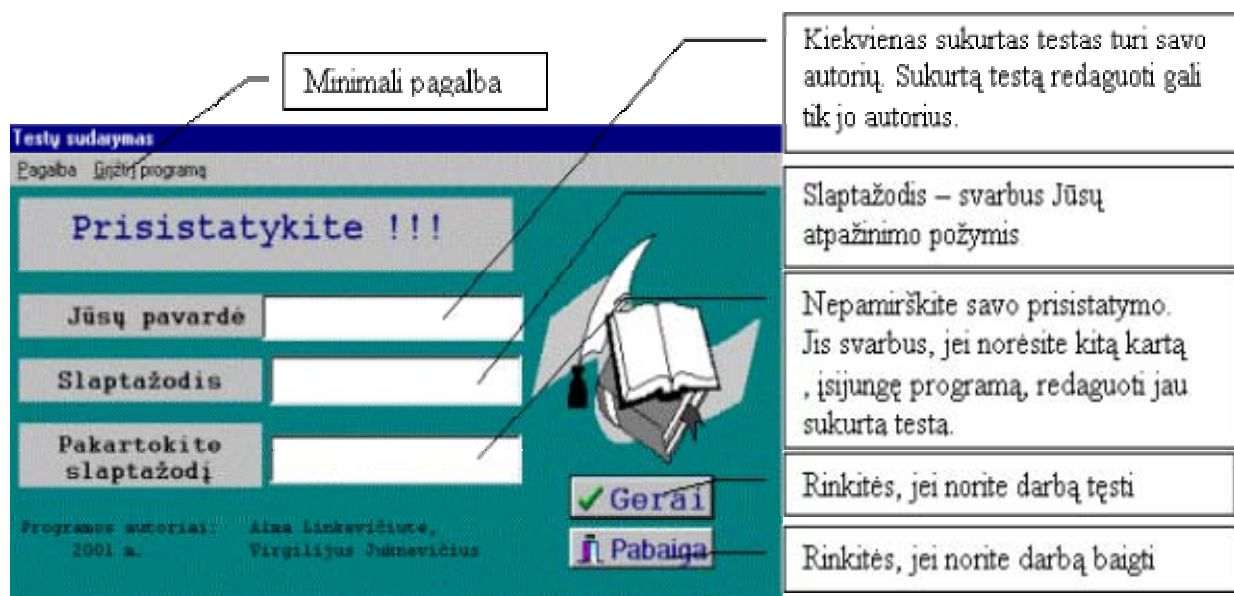 Minimali pagalba
Kiekvienas sukurtas testas turi savo
autorių. Sukurtą testą redaguoti gali
tik jo autorius.
Testų sudarymas
Pagalba Grįžti į programą
Slaptažodis – svarbus Jūsų
atpažinimo požymis
Prisistatykite !!!
Nepamirškite savo prisistatymo.
Jis svarbus, jei norėsite kitą kartą
, įsijungę programą, redaguoti jau
sukurtą testą.
Jūsų pavardė
Slaptažodis
Pakartokite
slaptažodį
Rinkitės, jei norite darbą tęsti
Gerai
Rinkitės, jei norite darbą baigti
Pabaiga
Programos autoriai:
2001 m.
Alma Linkevičiutė,
Virgilijus Juknevičius